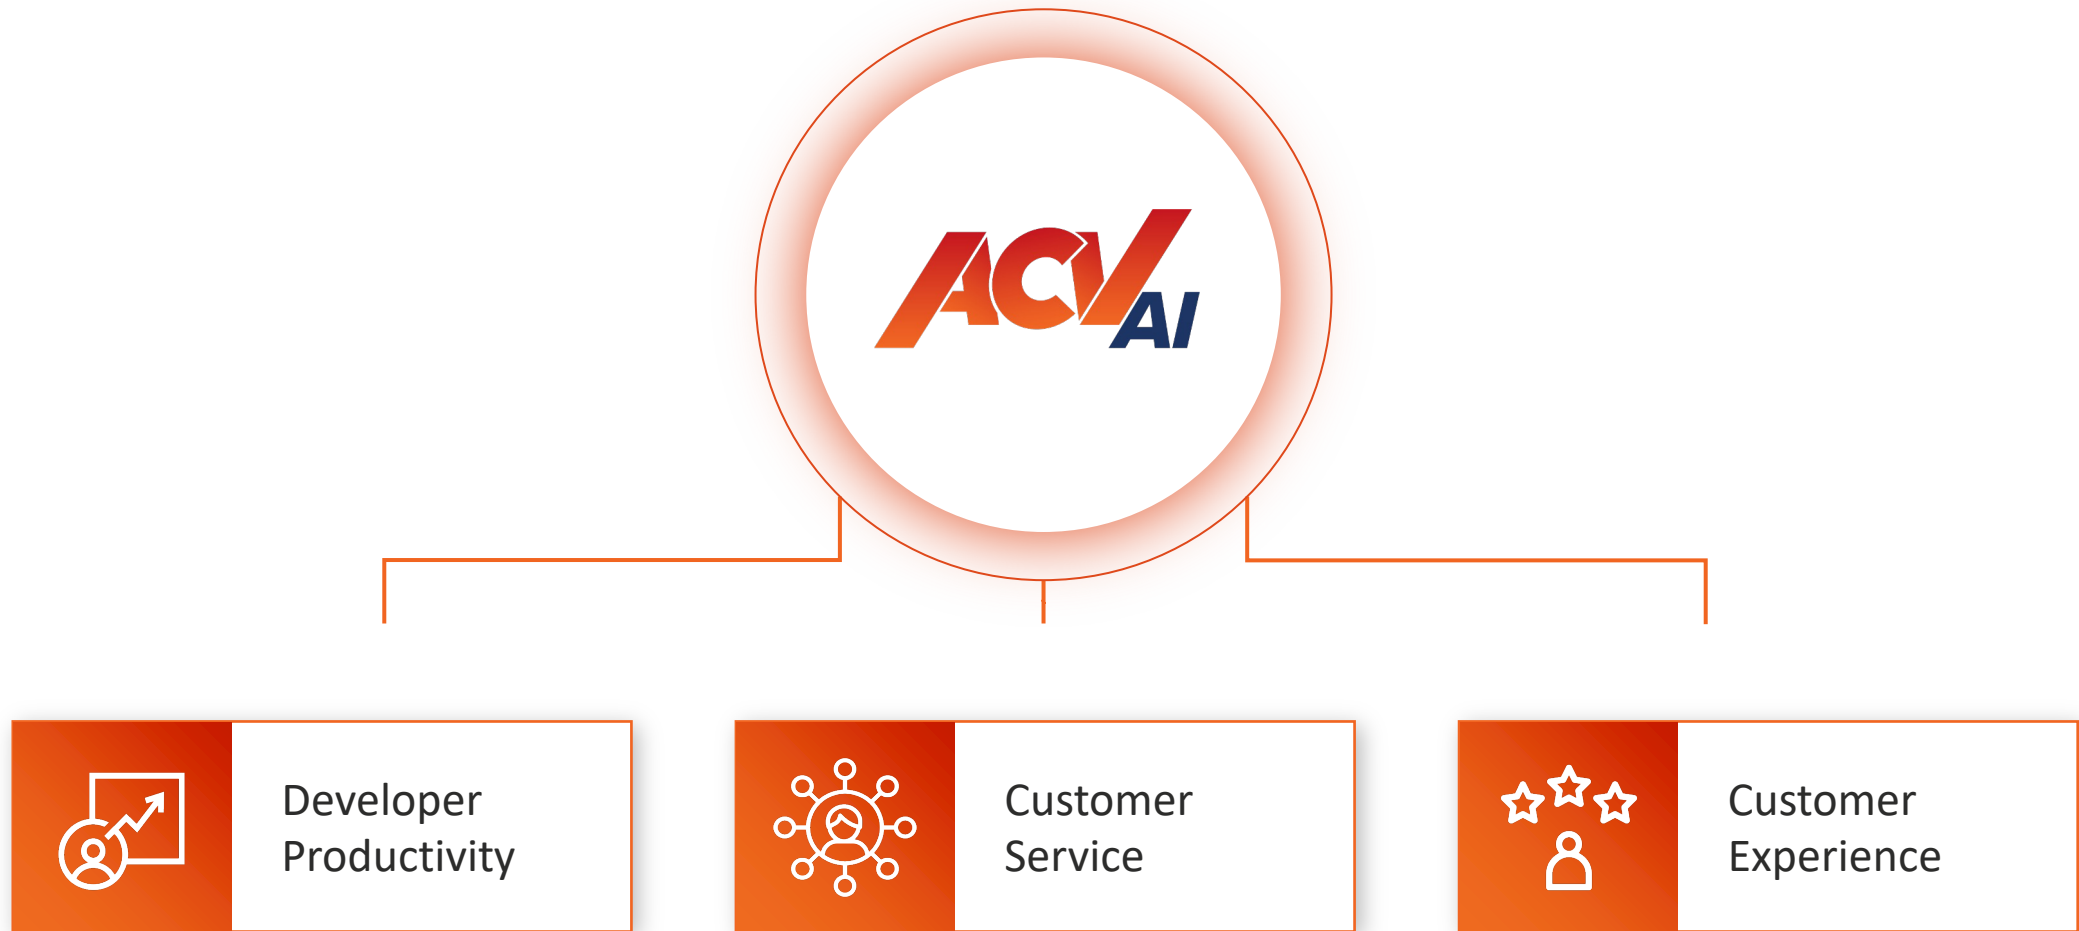 ACV
AI
Developer
Productivity
Customer
Service
Customer
Experience